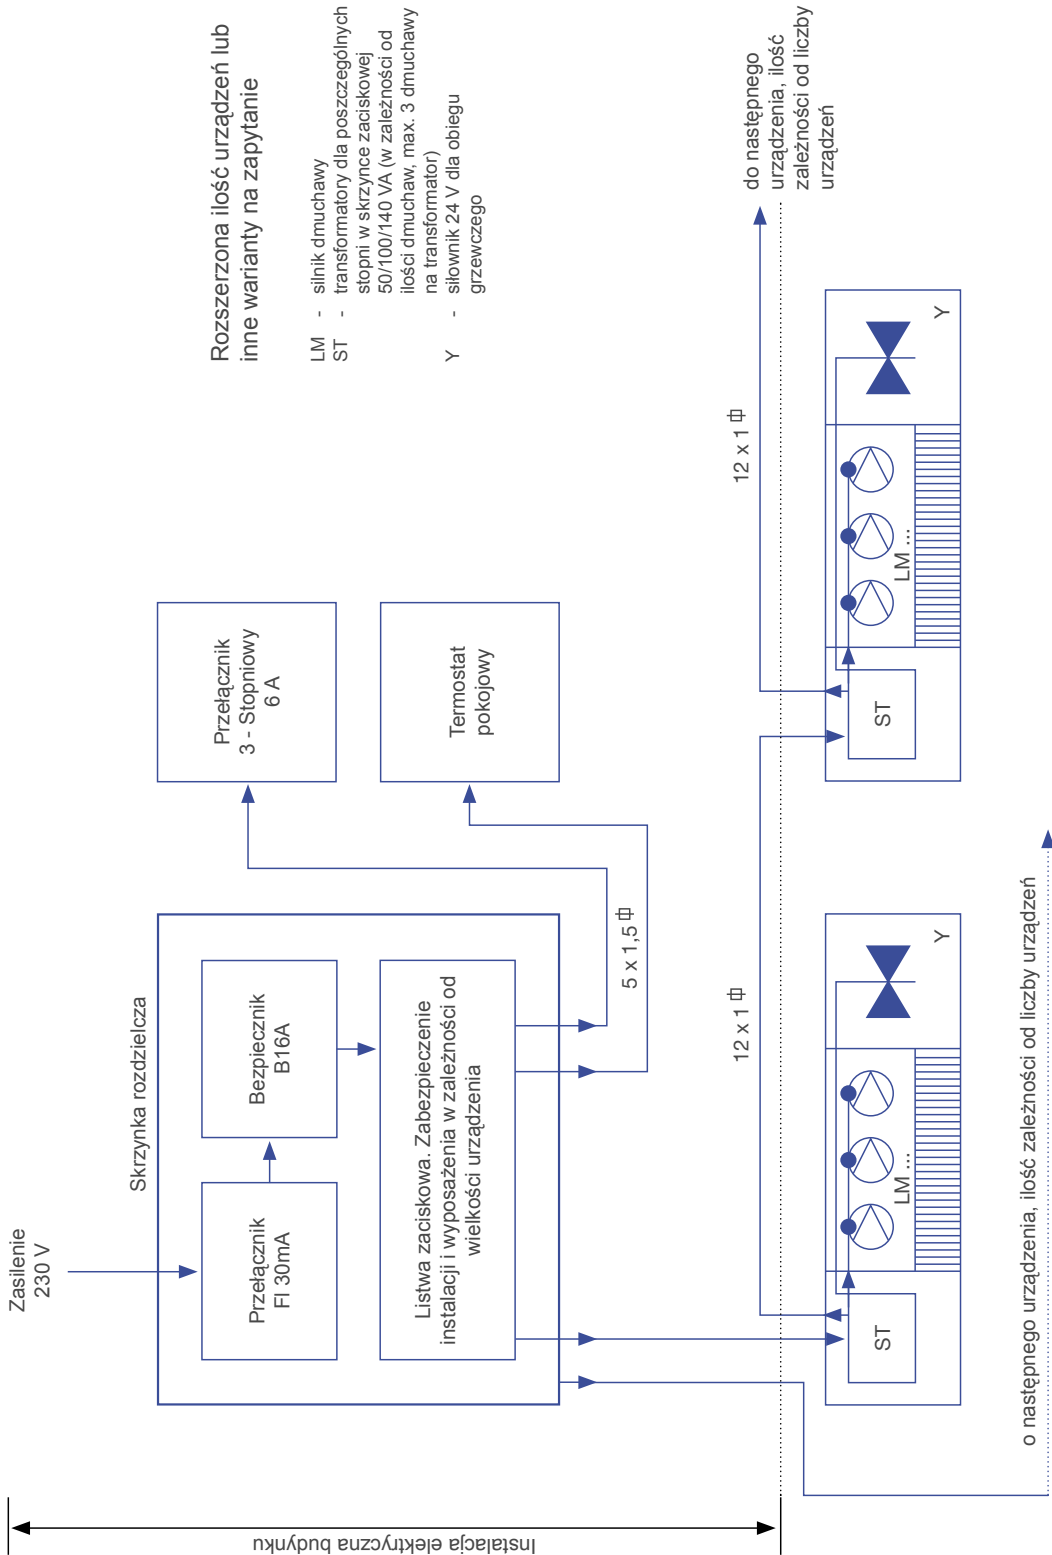 Zasilenie
230 V
Skrzynka rozdzielcza
Przełącznik
FI 30mA
Bezpiecznik
B16A
Listwa zaciskowa. Zabezpieczenie
instalacji i wyposażenia w zależności od
wielkości urządzenia
Przełącznik
3 - Stopniowy
6 A
Termostat
pokojowy
5 x 1,5
Rozszerzona ilość urządzeń lub
inne warianty na zapytanie
LM - silnik dmuchawy
ST - transformatory dla poszczególnych
stopni w skrzynce zaciskowej
50/100/140 VA (w zależności od
ilości dmuchaw, max. 3 dmuchawy
na transformator)
Y - siłownik 24 V dla obiegu
grzewczego
12 x 1
12 x 1
do następnego
urządzenia, ilość
zależności od liczby
urządzeń
ST
LM ...
Y
ST
LM ...
Y
o następnego urządzenia, ilość zależności od liczby urządzeń
Instalacja elektryczna budynku